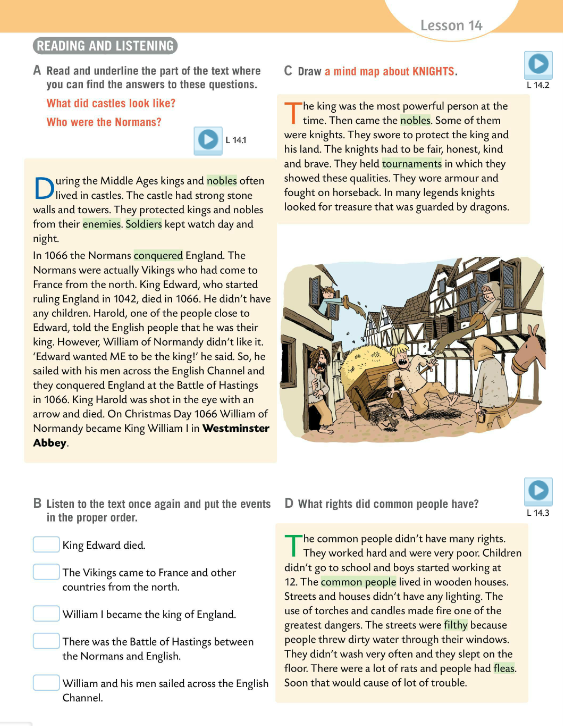 Lesson 14
READING AND LISTENING
A Read and underline the part of the text where
you can find the answers to these questions.
What did castles look like?
Who were the Normans?
L 14.1
During the Middle Ages kings and nobles often
lived in castles. The castle had strong stone
walls and towers. They protected kings and nobles
from their enemies. Soldiers kept watch day and
night.
In 1066 the Normans conquered England. The
Normans were actually Vikings who had come to
France from the north. King Edward, who started
ruling England in 1042, died in 1066. He didn't have
any children. Harold, one of the people close to
Edward, told the English people that he was their
king. However, William of Normandy didn't like it.
'Edward wanted ME to be the king!' he said. So, he
sailed with his men across the English Channel and
they conquered England at the Battle of Hastings
in 1066. King Harold was shot in the eye with an
arrow and died. On Christmas Day 1066 William of
Normandy became King William I in Westminster
Abbey.
B Listen to the text once again and put the events
in the proper order.
King Edward died.
The Vikings came to France and other
countries from the north.
William I became the king of England.
There was the Battle of Hastings between
the Normans and English.
William and his men sailed across the English
Channel.
C Draw a mind map about KNIGHTS.
L 14.2
The king was the most powerful person at the
time. Then came the nobles. Some of them
were knights. They swore to protect the king and
his land. The knights had to be fair, honest, kind
and brave. They held tournaments in which they
showed these qualities. They wore armour and
fought on horseback. In many legends knights
looked for treasure that was guarded by dragons.
D What rights did common people have?
L 14.3
The common people didn't have many rights.
They worked hard and were very poor. Children
didn't go to school and boys started working at
12. The common people lived in wooden houses.
Streets and houses didn't have any lighting. The
use of torches and candles made fire one of the
greatest dangers. The streets were filthy because
people threw dirty water through their windows.
They didn't wash very often and they slept on the
floor. There were a lot of rats and people had fleas.
Soon that would cause of lot of trouble.